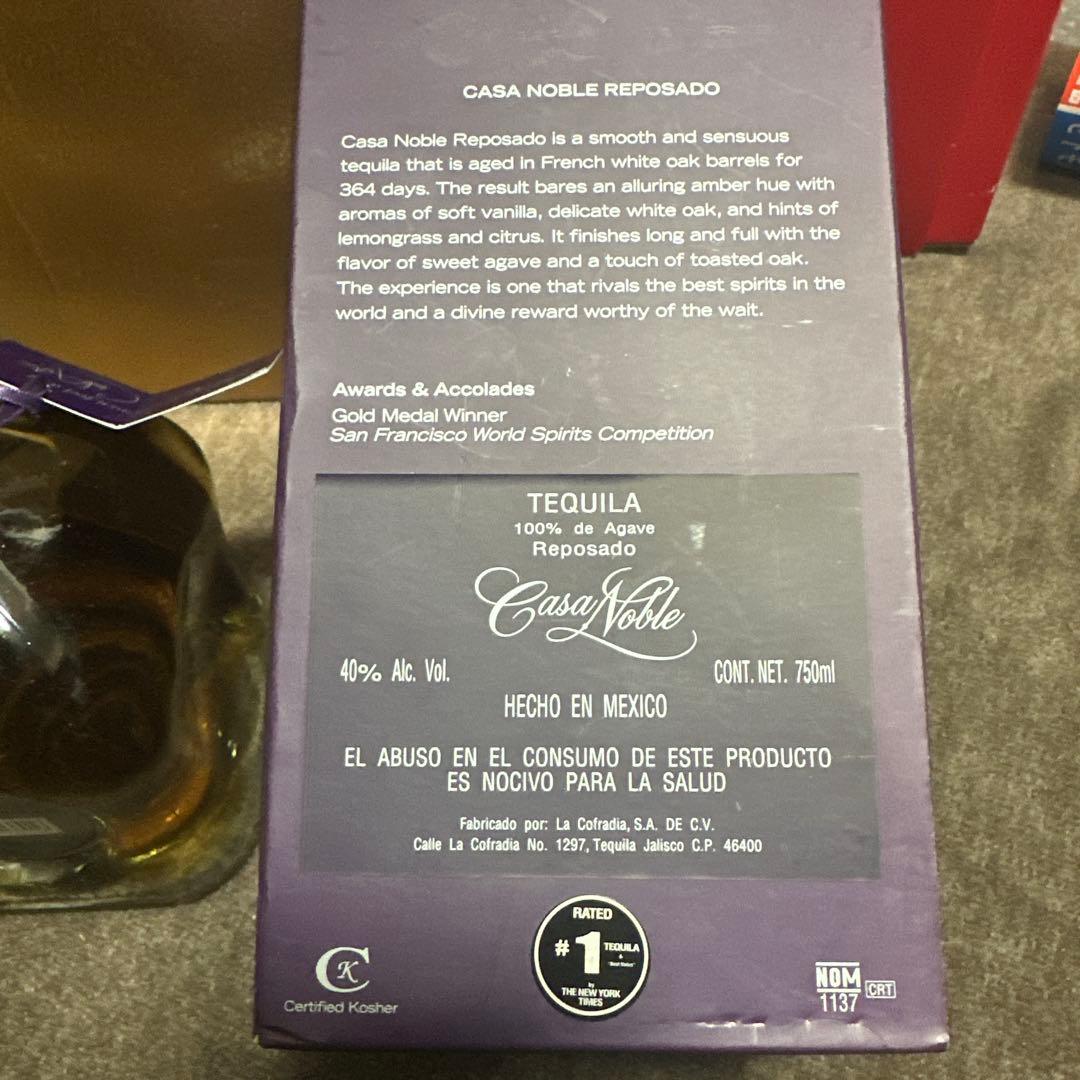 CASA NOBLE REPOSADO
Casa Noble Reposado is a smooth and sensuous
tequila that is aged in French white oak barrels for
364 days. The result bares an alluring amber hue with
aromas of soft vanilla, delicate white oak, and hints of
lemongrass and citrus. It finishes long and full with the
flavor of sweet agave and a touch of toasted oak.
The experience is one that rivals the best spirits in the
world and a divine reward worthy of the wait.
Awards & Accolades
Gold Medal Winner
San Francisco World Spirits Competition
TEQUILA
100% de Agave
Reposado
Casa Noble
40% Alc. Vol.
CONT. NET. 750ml
HECHO EN MEXICO
EL ABUSO EN EL CONSUMO DE ESTE PRODUCTO
ES NOCIVO PARA LA SALUD
Fabricado por: La Cofradia, S.A. DE C.V.
Calle La Cofradia No. 1297, Tequila Jalisco C.P. 46400
CK
Certified Kosher
RATED
#1 TEQUILA
&
"Best Value"
by
THE NEW YORK
TIMES
NOM
1137
CRT